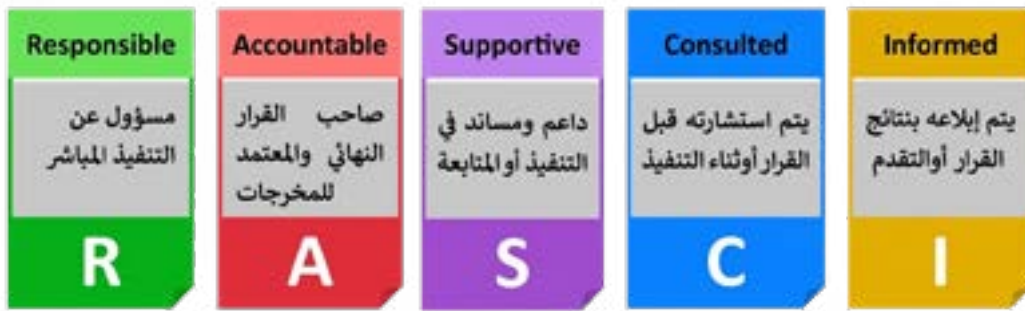 Responsible
مسؤول عن
التنفيذ المباشر
R
Accountable
صاحب القرار
النهائي والمعتمد
للمخرجات
A
Supportive
داعم ومساند في
التنفيذ أو المتابعة
S
Consulted
يتم استشارته قبل
القرار أوثناء التنفيذ
C
Informed
يتم إبلاعه بنتائج
القرار أوالتقدم
I